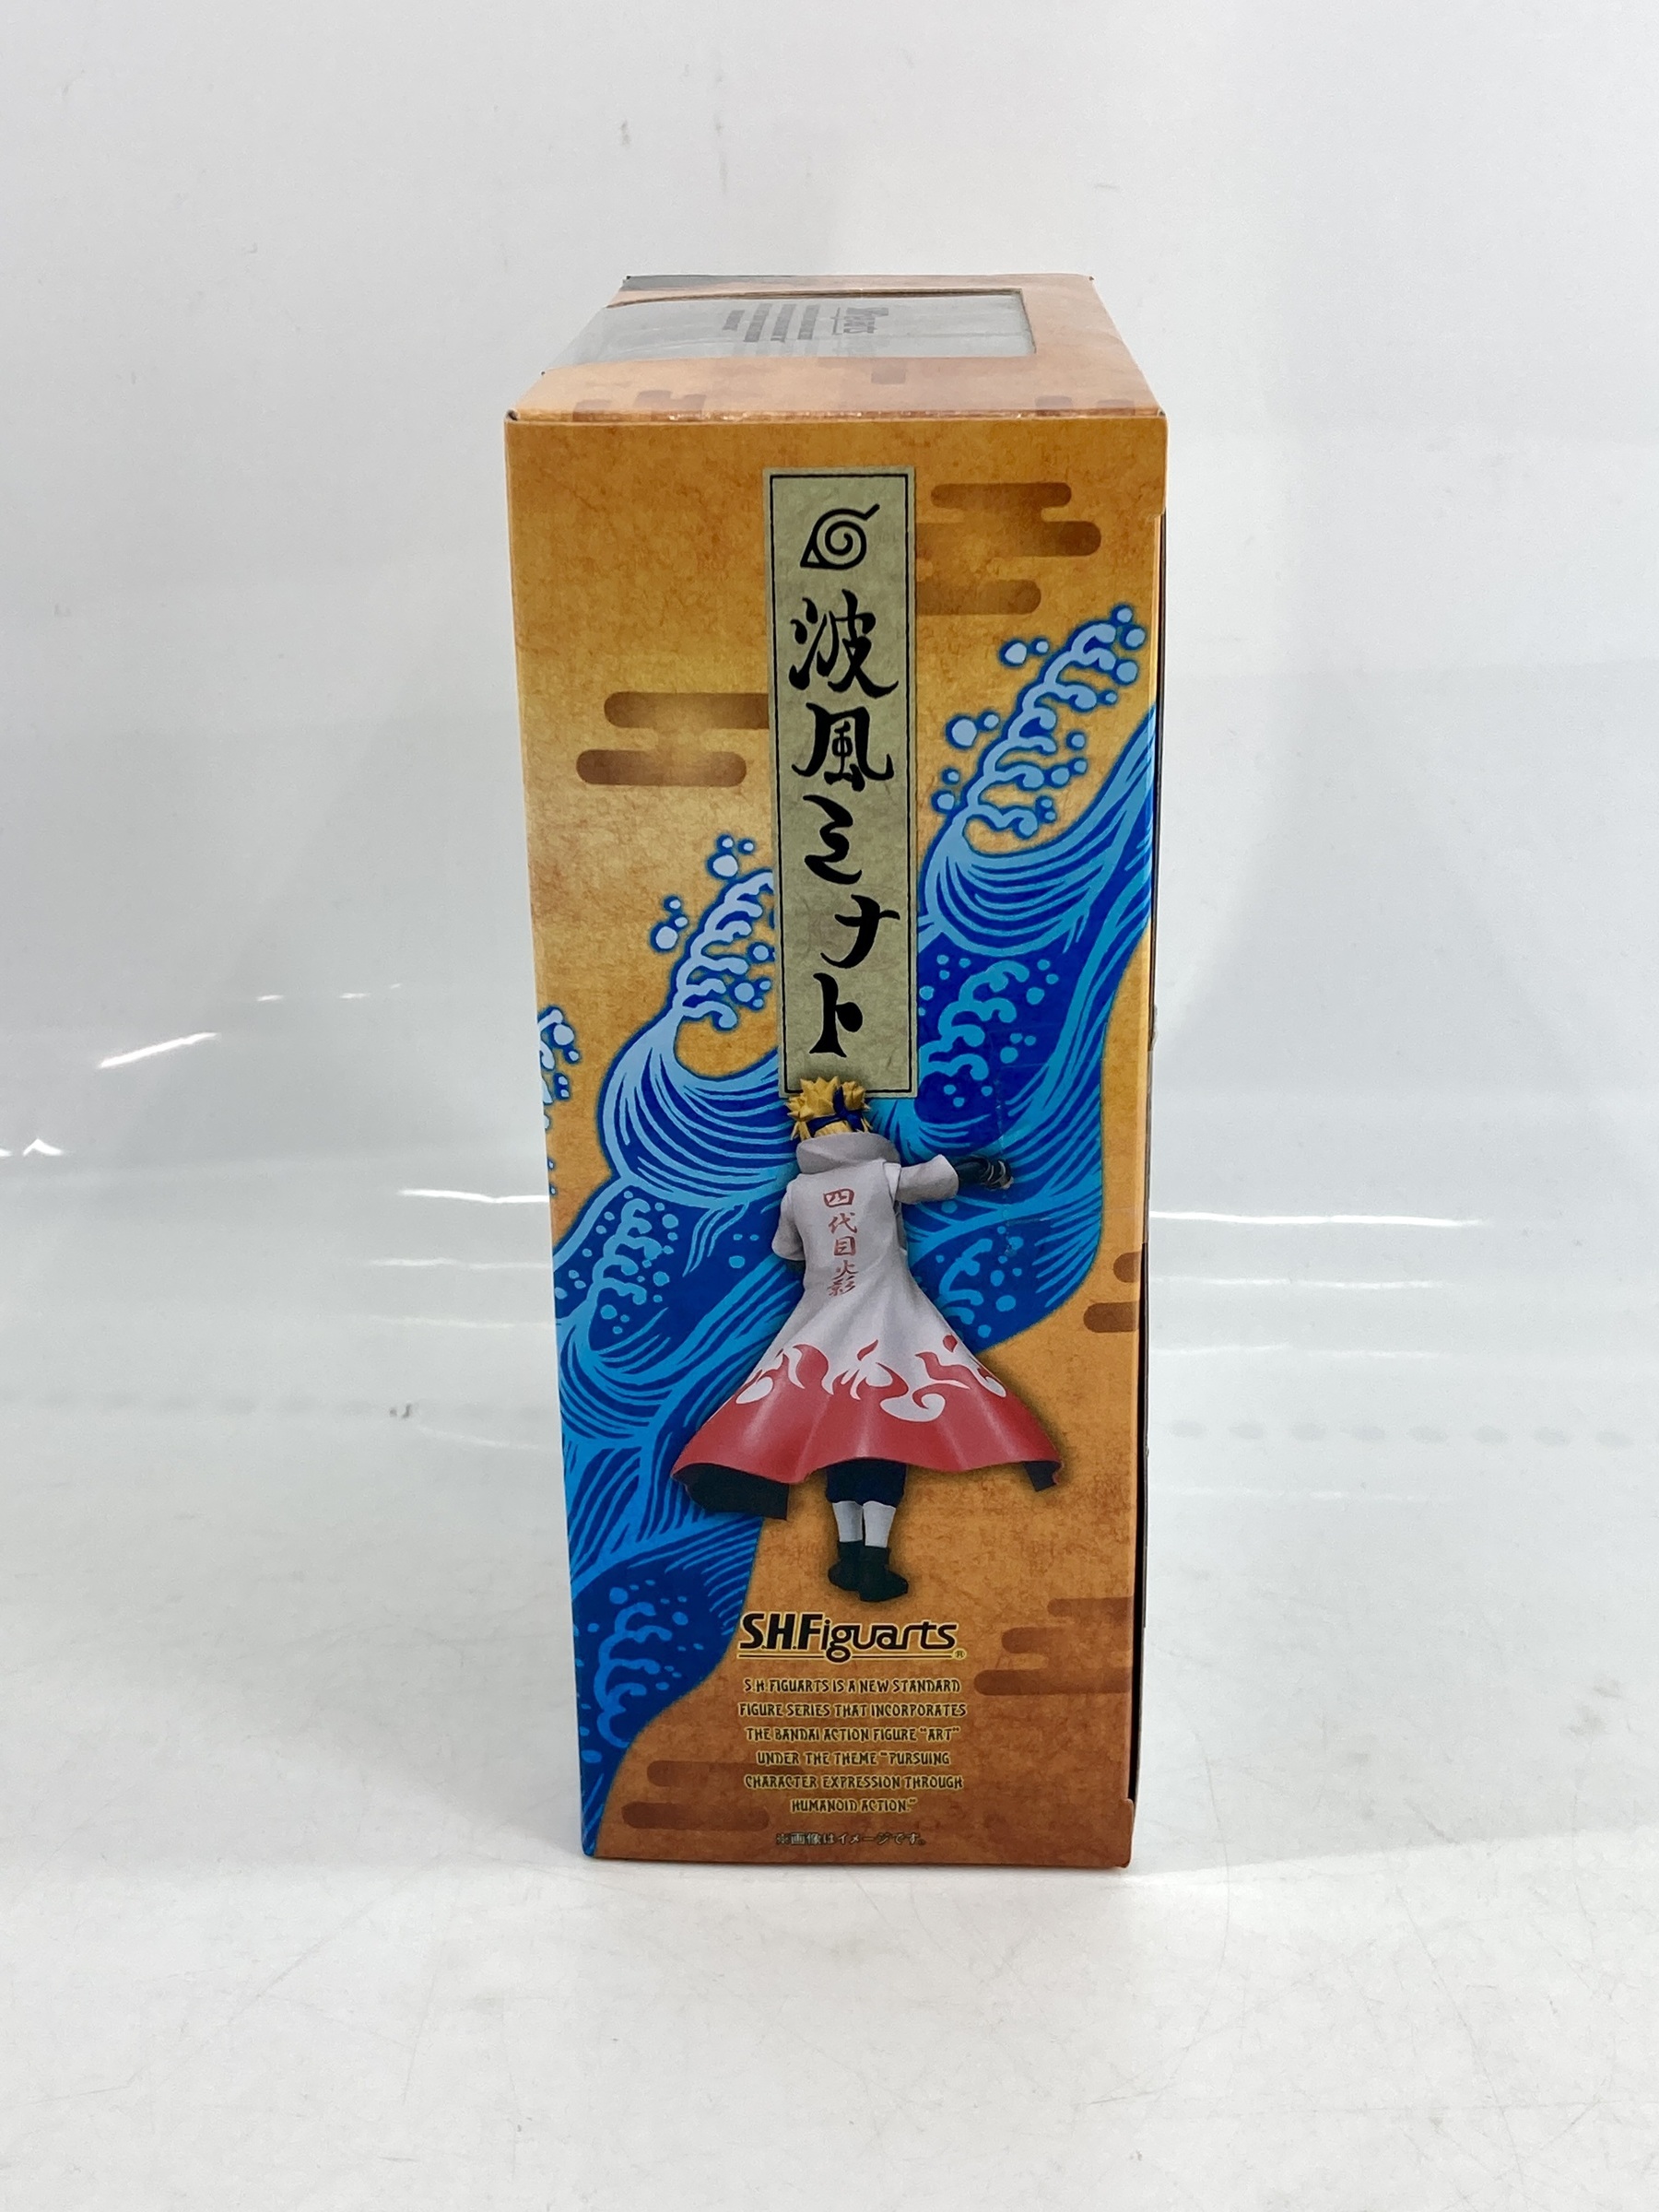 波風ミナト
四代目火影
S.H.Figuarts®
S.H.FIGUARTS IS A NEW STANDARD
FIGURE SERIES THAT INCORPORATES
THE BANDAI ACTION FIGURE "ART"
UNDER THE THEME "PURSUING
CHARACTER EXPRESSION THROUGH
HUMANOID ACTION."
※画像はイメージです。